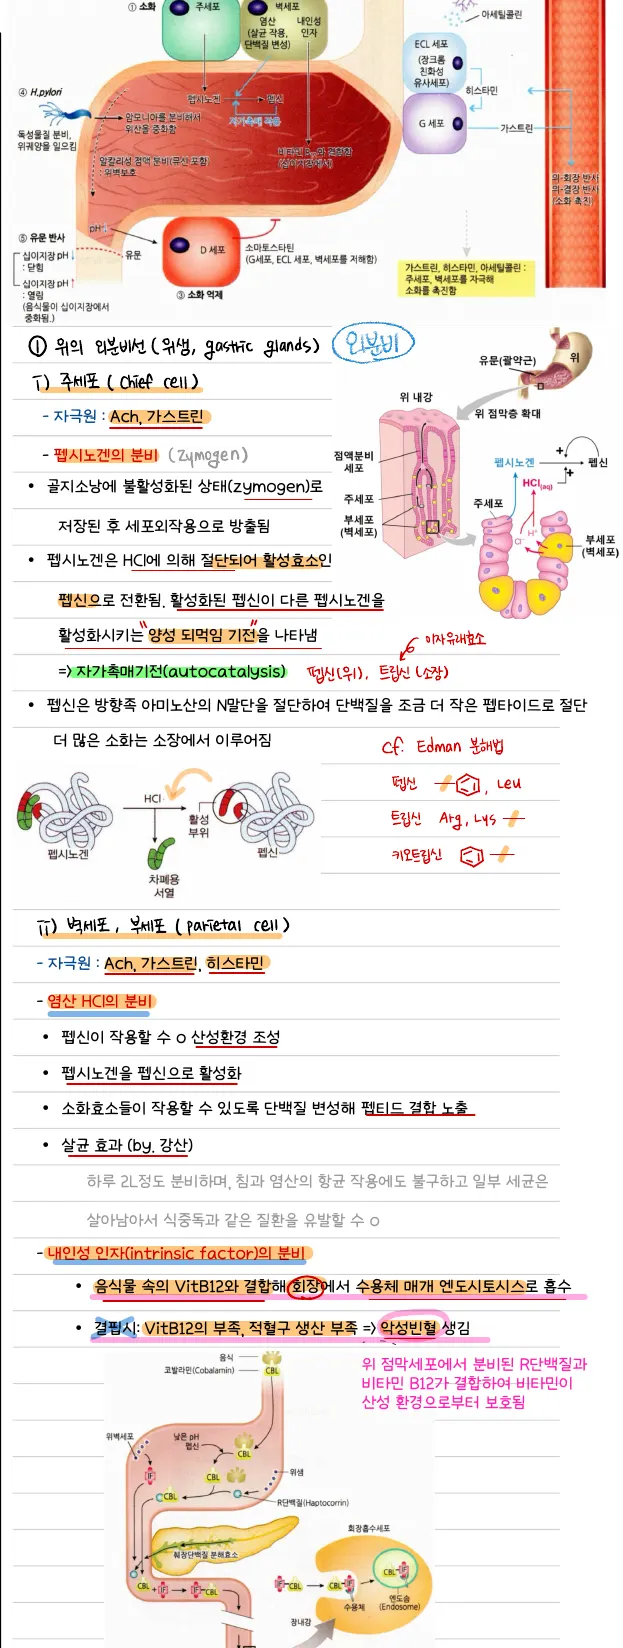 ① 소화
주세포
벽세포
염산
(살균 작용,
단백질 변성)
내인성
인자
아세틸콜린
ECL 세포
(장크롬
친화성
유사세포)
히스타민
G 세포
가스트린
④ H.pylori
독성물질 분비,
위궤양을 일으킴
암모니아를 분비해서
위산을 중화함
펩시노겐
펩신
자가촉매 작용
비타민 B12와 결합함
(십이지장에서)
알칼리성 점액 분비(뮤신 포함)
: 위벽보호
위-회장 반사
위-결장 반사
(소화 촉진)
⑤ 유문 반사
십이지장 pH ↓
: 닫힘
십이지장 pH ↑
: 열림
(음식물이 십이지장에서
중화됨.)
pH↓
유문
D 세포
소마토스타틴
(G세포, ECL 세포, 벽세포를 저해함)
③ 소화 억제
가스트린, 히스타민, 아세틸콜린 :
주세포, 벽세포를 자극해
소화를 촉진함
① 위의 외분비선 (위샘, gastric glands) 외분비
i) 주세포 ( chief cell )
- 자극원 : Ach, 가스트린
- 펩시노겐의 분비 (zymogen)
• 골지소낭에 불활성화된 상태(zymogen)로
저장된 후 세포외작용으로 방출됨
• 펩시노겐은 HCl에 의해 절단되어 활성효소인
펩신으로 전환됨. 활성화된 펩신이 다른 펩시노겐을
활성화시키는 "양성 되먹임 기전"을 나타냄
=> 자가촉매기전(autocatalysis) 펩신(위), 트립신 (소장)
이자유래효소
• 펩신은 방향족 아미노산의 N말단을 절단하여 단백질을 조금 더 작은 펩타이드로 절단
더 많은 소화는 소장에서 이루어짐
유문(괄약근)
위
위 내강
위 점막층 확대
점액분비
세포
주세포
부세포
(벽세포)
펩시노겐
펩신
HCl(aq)
주세포
Cl⁻
H⁺
부세포
(벽세포)
cf. Edman 분해법
펩신 , Leu
트립신 Arg, Lys
키모트립신
HCl
펩시노겐
활성
부위
펩신
차폐용
서열
ii) 벽세포, 부세포 ( parietal cell )
- 자극원 : Ach, 가스트린, 히스타민
- 염산 HCl의 분비
• 펩신이 작용할 수 o 산성환경 조성
• 펩시노겐을 펩신으로 활성화
• 소화효소들이 작용할 수 있도록 단백질 변성해 펩티드 결합 노출
• 살균 효과 (by. 강산)
하루 2L정도 분비하며, 침과 염산의 항균 작용에도 불구하고 일부 세균은
살아남아서 식중독과 같은 질환을 유발할 수 o
- 내인성 인자(intrinsic factor)의 분비
• 음식물 속의 VitB12와 결합해 회장에서 수용체 매개 엔도시토시스로 흡수
• 결핍시: VitB12의 부족, 적혈구 생산 부족 => 악성빈혈 생김
위 점막세포에서 분비된 R단백질과
비타민 B12가 결합하여 비타민이
산성 환경으로부터 보호됨
음식
코발라민(Cobalamin)
CBL
위벽세포
낮은 pH
펩신
CBL
IF
CBL
CBL
위샘
R단백질(Haptocorrin)
췌장단백질 분해효소
CBL + IF IF CBL
회장흡수세포
IF CBL
CBL IF
CBL IF
수용체
엔도솜
(Endosome)
장내강